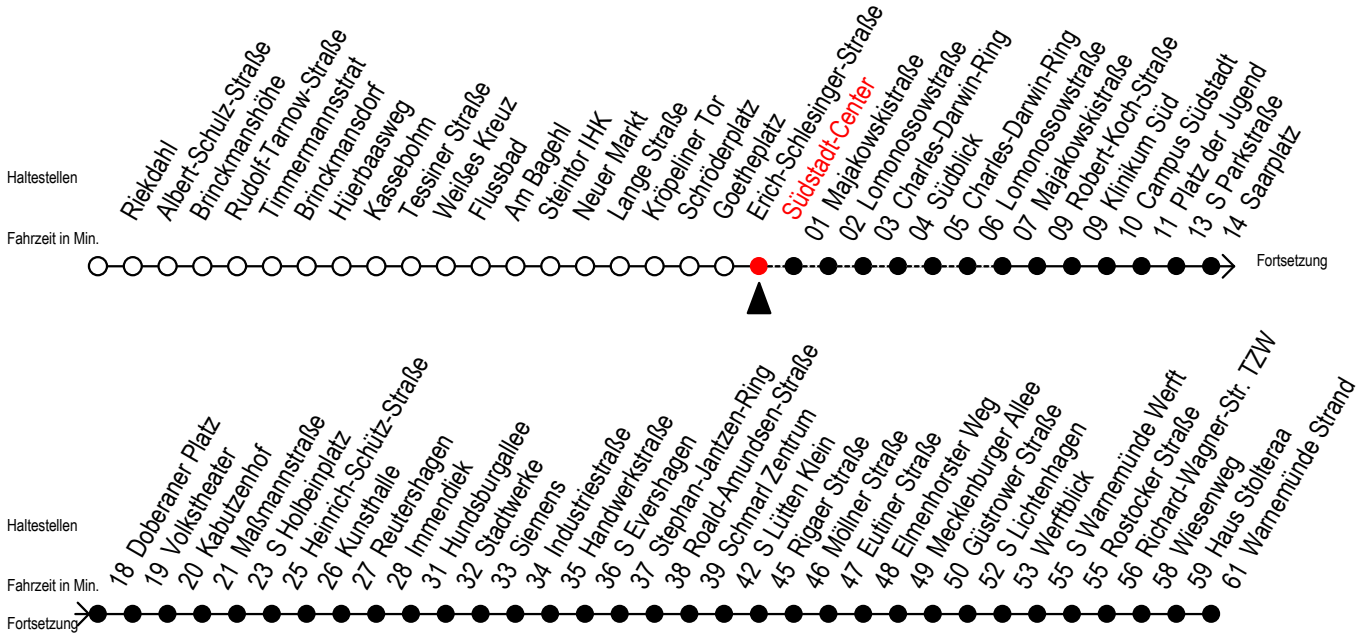 Haltestellen
Riekdahl
Albert-Schulz-Straße
Brinckmanshöhe
Rudolf-Tarnow-Straße
Timmermannsstrat
Brinckmansdorf
Hüerbaasweg
Kassebohm
Tessiner Straße
Weißes Kreuz
Flussbad
Am Bagehl
Steintor IHK
Neuer Markt
Lange Straße
Kröpeliner Tor
Schröderplatz
Goetheplatz
Erich-Schlesinger-Straße
Südstadt-Center
01 Majakowskistraße
02 Lomonossowstraße
03 Charles-Darwin-Ring
04 Südblick
05 Charles-Darwin-Ring
06 Lomonossowstraße
07 Majakowskistraße
09 Robert-Koch-Straße
09 Klinikum Süd
10 Campus Südstadt
11 Platz der Jugend
13 S Parkstraße
14 Saarplatz
Fahrzeit in Min.
Fortsetzung
Haltestellen
18 Doberaner Platz
19 Volkstheater
20 Kabutzenhof
21 Maßmannstraße
23 S Holbeinplatz
25 Heinrich-Schütz-Straße
26 Kunsthalle
27 Reutershagen
28 Immendiek
31 Hundsburgallee
32 Stadtwerke
33 Siemens
34 Industriestraße
35 Handwerkstraße
36 S Evershagen
37 Stephan-Jantzen-Ring
38 Roald-Amundsen-Straße
39 Schmarl Zentrum
42 S Lütten Klein
45 Rigaer Straße
46 Möllner Straße
47 Eutiner Straße
48 Elmenhorster Weg
49 Mecklenburger Allee
50 Güstrower Straße
52 S Lichtenhagen
53 Werftblick
55 S Warnemünde Werft
55 Rostocker Straße
56 Richard-Wagner-Str. TZW
58 Wiesenweg
59 Haus Stolteraa
61 Warnemünde Strand
Fahrzeit in Min.
Fortsetzung